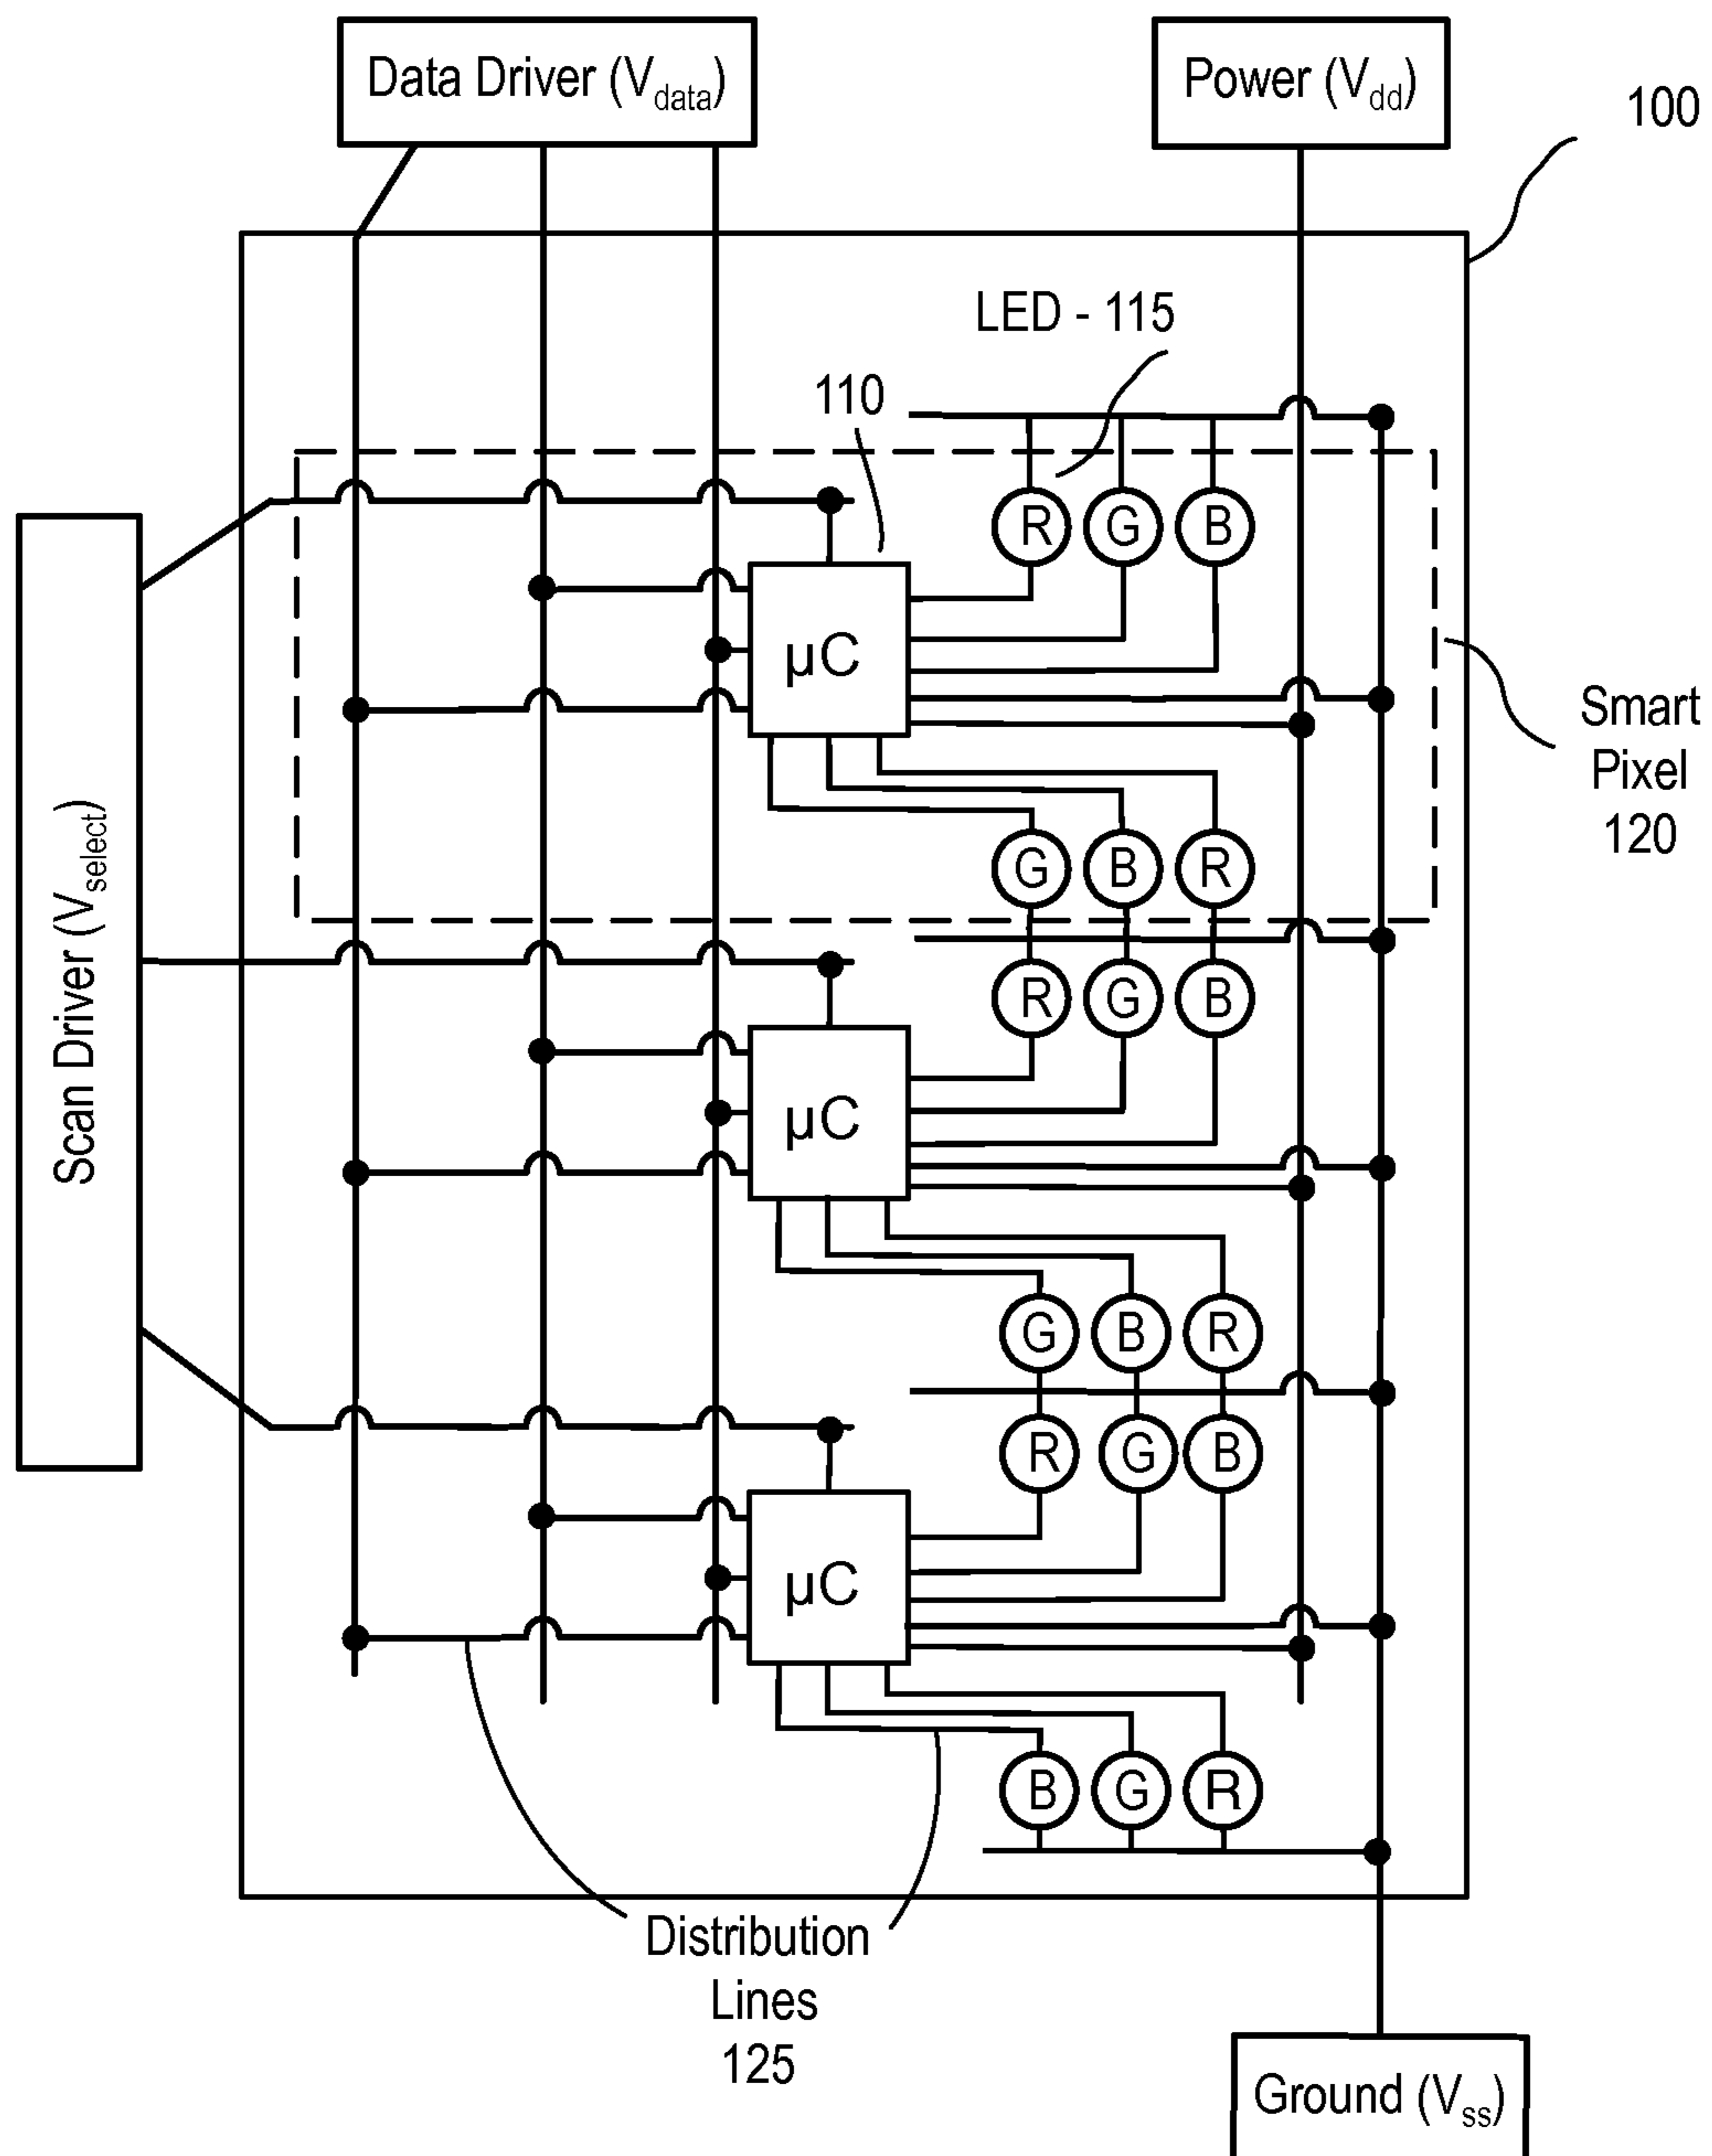 Data Driver (Vdata)
Power (Vdd)
100
LED - 115
110
R G B
µC
Smart
Pixel
120
Scan Driver (Vselect)
G B R
R G B
µC
G B R
R G B
µC
B G R
Distribution
Lines
125
Ground (Vss)